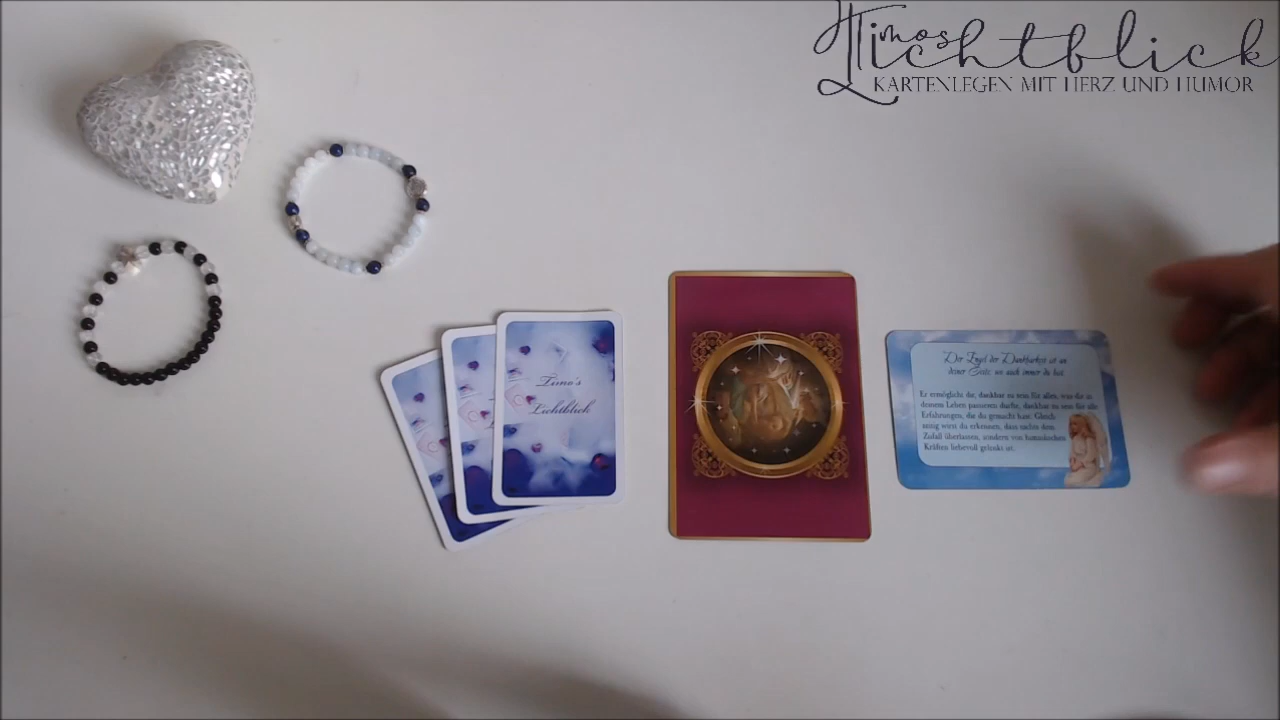 Timos
Lichtblick
KARTENLEGEN MIT HERZ UND HUMOR
Timo's
Lichtblick
Der Engel der Dankbarkeit ist an
deiner Seite, wo auch immer du bist.
Er ermöglicht dir, dankbar zu sein für alles, was dir in
deinem Leben passieren durfte, dankbar zu sein für alle
Erfahrungen, die du gemacht hast. Gleich-
zeitig wirst du erkennen, dass nichts dem
Zufall überlassen, sondern von kosmischen
Kräften liebevoll gelenkt ist.